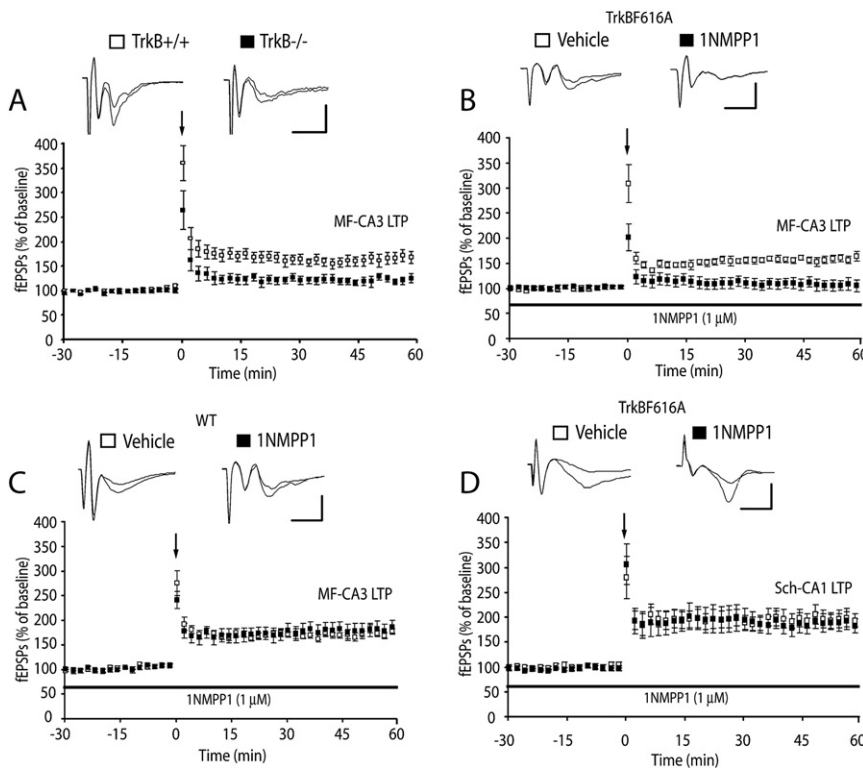 TrkB+/+ TrkB-/-
A
fEPSPs (% of baseline)
400
350
300
250
200
150
100
50
0
MF-CA3 LTP
-30 -15 0 15 30 45 60
Time (min)
TrkBF616A
Vehicle 1NMPP1
B
fEPSPs (% of baseline)
400
350
300
250
200
150
100
50
0
MF-CA3 LTP
1NMPP1 (1 µM)
-30 -15 0 15 30 45 60
Time (min)
WT
Vehicle 1NMPP1
C
fEPSPs (% of baseline)
400
350
300
250
200
150
100
50
0
MF-CA3 LTP
1NMPP1 (1 µM)
-30 -15 0 15 30 45 60
Time (min)
TrkBF616A
Vehicle 1NMPP1
D
fEPSPs (% of baseline)
400
350
300
250
200
150
100
50
0
Sch-CA1 LTP
1NMPP1 (1 µM)
-30 -15 0 15 30 45 60
Time (min)